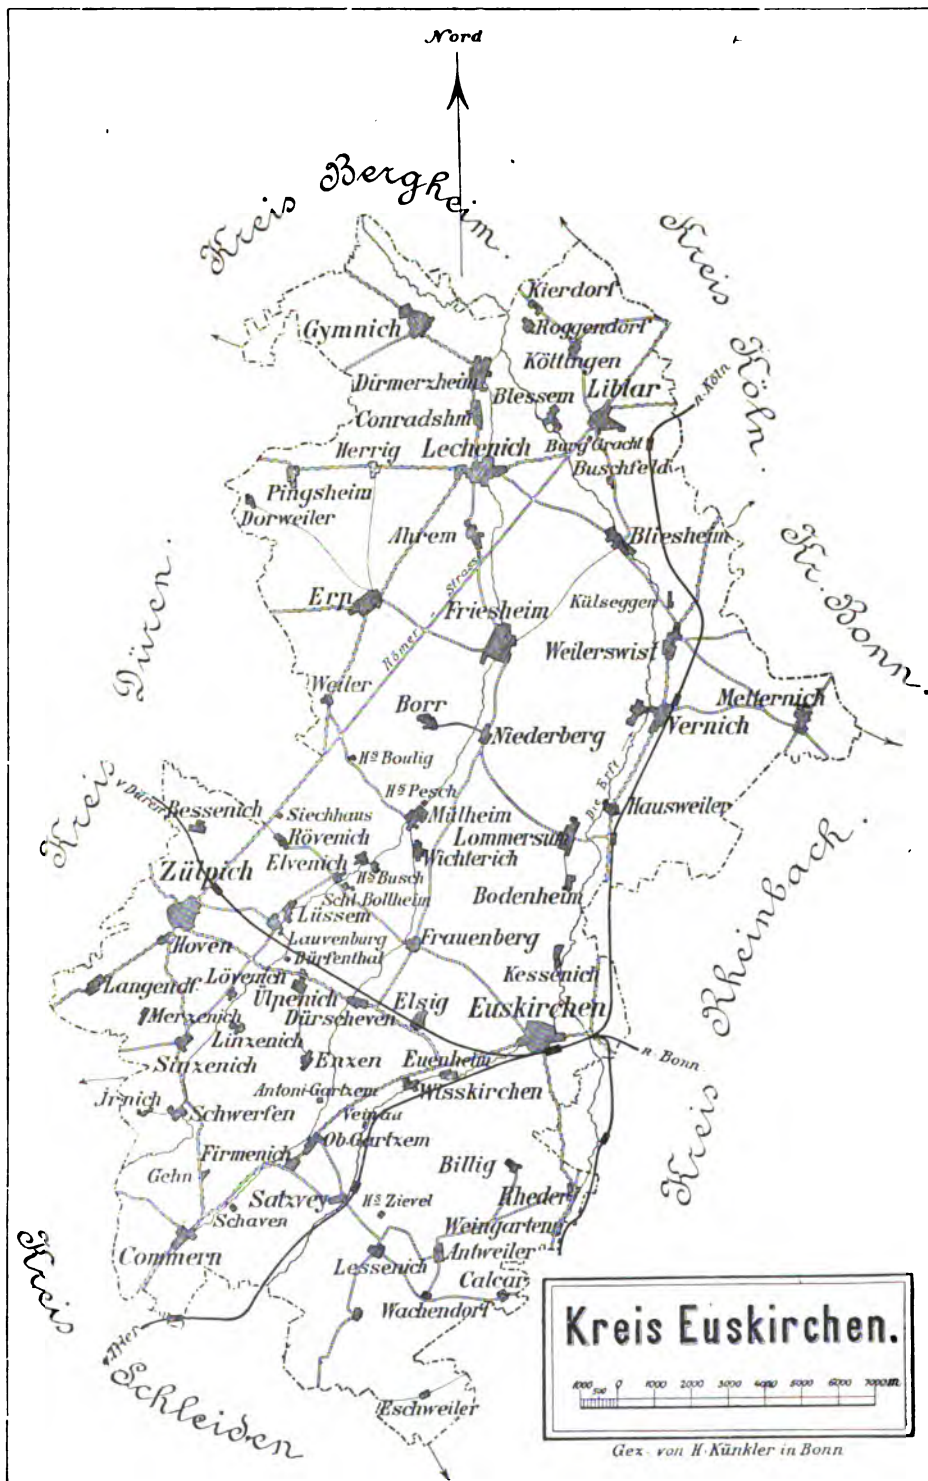 Nord
Kreis Bergheim.
Kreis Köln.
Kierdorf
Roggendorf
Gymnich
Köttingen
Dirmerzheim
Liblar
n. Köln
Blessem
Conradshm
Herrig
Lechenich
Burg Gracht
Buschfeld
Pingsheim
Dorweiler
Ahrem
Bliesheim
Kr. Bonn.
Römer - Strass
Erp
Friesheim
Külseggen
Weilerswist
Kreis Düren.
Weiler
Borr
Metternich
Vernich
Niederberg
Hs Boulig
Die Erft
v. Düren
Hs Pesch
Bessenich
Siechhaus
Mülheim
Hausweiler
Rövenich
Lommersum
Elvenich
Wichterich
Zülpich
Hs Busch
Schl. Bollheim
Bodenheim
Lüssem
Hoven
Lauvenburg
Frauenberg
Dürfenthal
Kessenich
Langendf.
Lövenich
Ülpenich
Elsig
Euskirchen
Merzenich
Dürscheven
Linzenich
Sinzenich
Enxen
Euenheim
n. Bonn
Antoni-Gartzem
Wisskirchen
Jrnich
Schwerfen
Veinau
Ob. Gartzem
Firmenich
Billig
Gehn
Kreis Rheinbach.
Satzvey
Hs Zievel
Rheder
Schaven
Weingarten
Commern
Lessenich
Antweiler
Calcar
Wachendorf
v. Trier
Kreis Schleiden
Eschweiler
Kreis Euskirchen.
1000 500 0 1000 2000 3000 4000 5000 6000 7000 m
Gez. von H. Künkler in Bonn